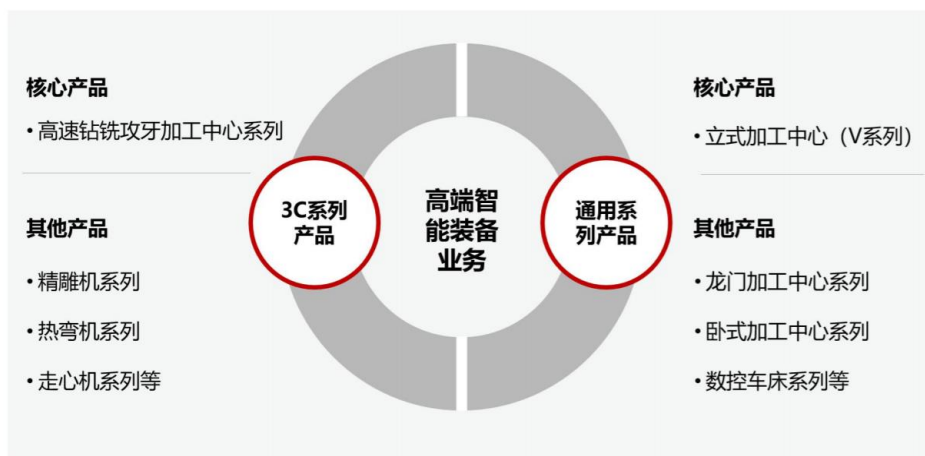 核心产品
•高速钻铣攻牙加工中心系列
其他产品
•精雕机系列
•热弯机系列
•走心机系列等
3C系列
产品
高端智
能装备
业务
通用系
列产品
核心产品
•立式加工中心（V系列）
其他产品
•龙门加工中心系列
•卧式加工中心系列
•数控车床系列等